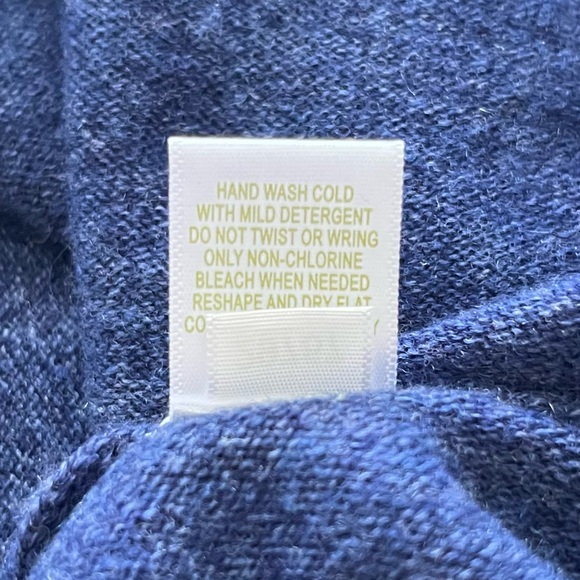 HAND WASH COLD
WITH MILD DETERGENT
DO NOT TWIST OR WRING
ONLY NON-CHLORINE
BLEACH WHEN NEEDED
RESHAPE AND DRY FLAT